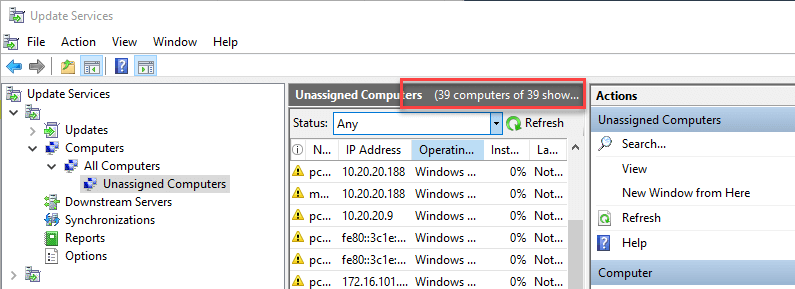 Update Services
File Action View Window Help
Update Services
Updates
Computers
All Computers
Unassigned Computers
Downstream Servers
Synchronizations
Reports
Options
Unassigned Computers (39 computers of 39 show...
Status: Any Refresh
N... IP Address Operatin... Inst... La...
pc... 10.20.20.188 Windows ... 0% Not...
m... 10.20.20.188 Windows ... 0% Not...
pc... 10.20.20.9 Windows ... 0% Not...
pc... fe80::3c1e:... Windows ... 0% Not...
pc... fe80::3c1e:... Windows ... 0% Not...
pc... 172.16.101.... Windows ... 0% Not...
Actions
Unassigned Computers
Search...
View
New Window from Here
Refresh
Help
Computer